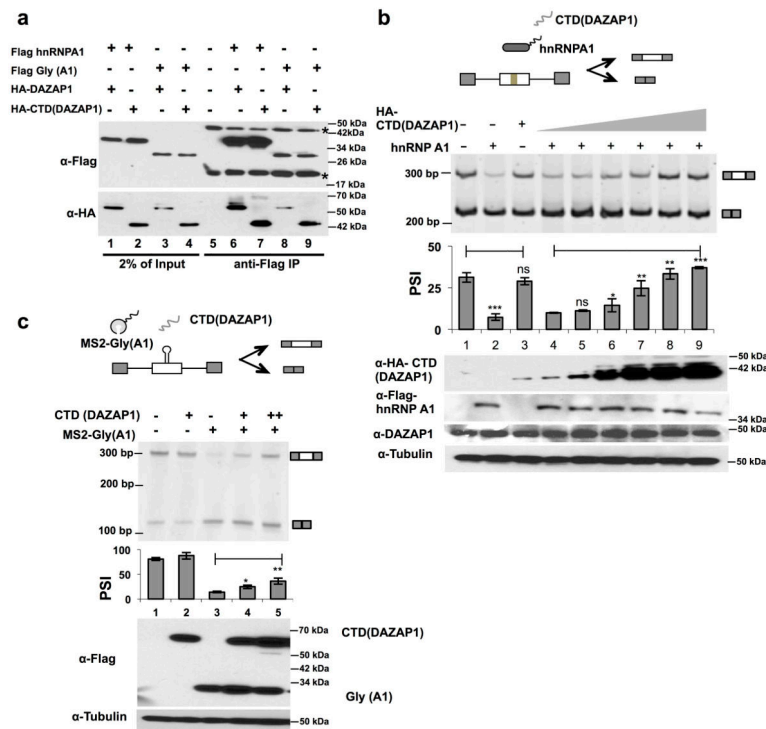 a
Flag hnRNPA1 + + - - - + + - -
Flag Gly (A1) - - + + - - - + +
HA-DAZAP1 + - + - - + - + -
HA-CTD(DAZAP1) - + - + - - + - +
α-Flag
50 kDa
*
42kDa
34 kDa
26 kDa
*
17 kDa
α-HA
70 kDa
50 kDa
42 kDa
1 2 3 4 5 6 7 8 9
2% of Input
anti-Flag IP
b
CTD(DAZAP1)
hnRNPA1
HA-
CTD(DAZAP1) - - +
hnRNP A1 - + - + + + + + +
300 bp
200 bp
PSI
50
25
0
*** ns ns * ** ** ***
1 2 3 4 5 6 7 8 9
α-HA- CTD
(DAZAP1)
50 kDa
42 kDa
α-Flag-
hnRNP A1
34 kDa
α-DAZAP1
50 kDa
α-Tubulin
50 kDa
c
MS2-Gly(A1)
CTD(DAZAP1)
CTD (DAZAP1) - + - + ++
MS2-Gly(A1) - - + + +
300 bp
200 bp
100 bp
PSI
100
50
0
* **
1 2 3 4 5
α-Flag
70 kDa
CTD(DAZAP1)
50 kDa
42 kDa
34 kDa
Gly (A1)
α-Tubulin
50 kDa